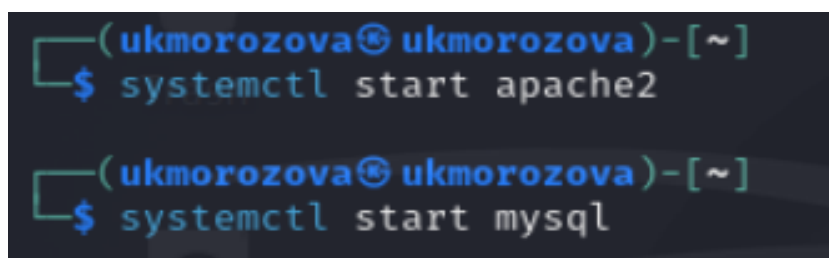 ┌──(ukmorozova㉿ukmorozova)-[~]
└─$ systemctl start apache2
┌──(ukmorozova㉿ukmorozova)-[~]
└─$ systemctl start mysql